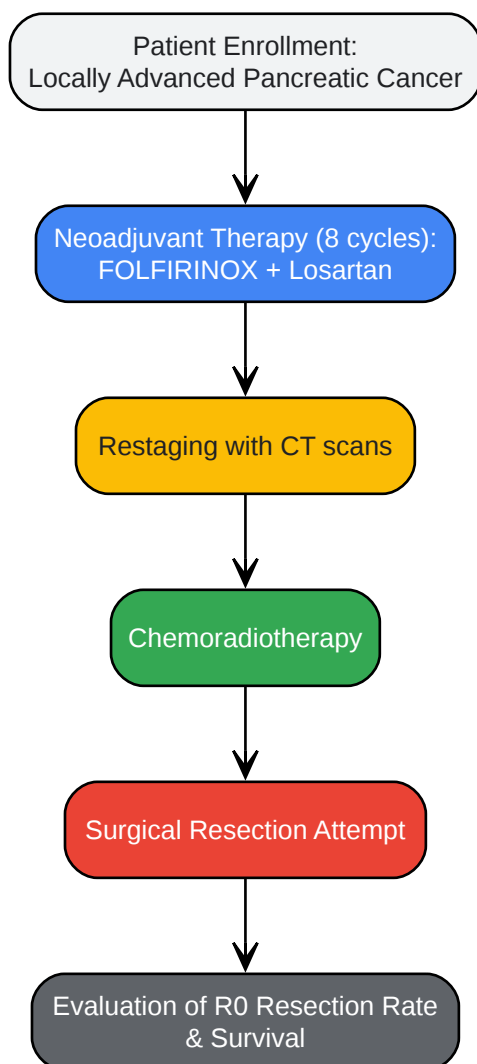 Patient Enrollment:
Locally Advanced Pancreatic Cancer
Neoadjuvant Therapy (8 cycles):
FOLFIRINOX + Losartan
Restaging with CT scans
Chemoradiotherapy
Surgical Resection Attempt
Evaluation of R0 Resection Rate
& Survival